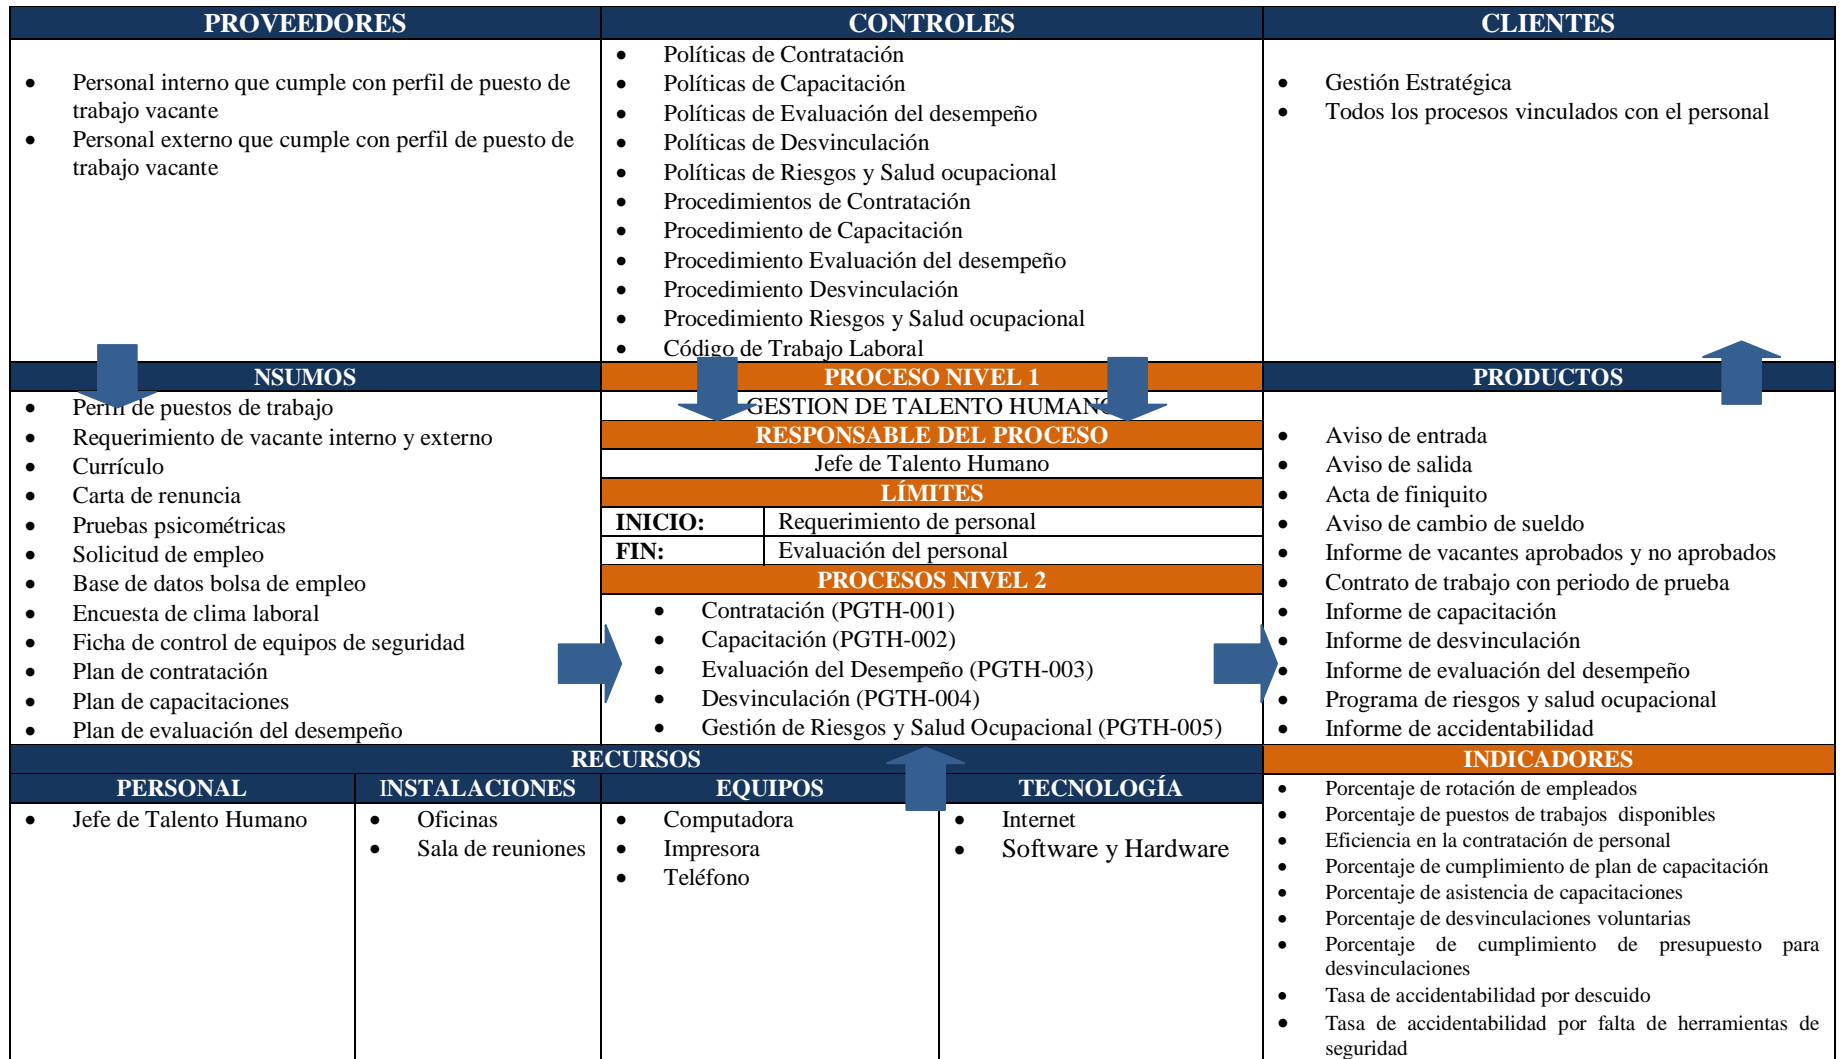 PROVEEDORES
Personal interno que cumple con perfil de puesto de
trabajo vacante
Personal externo que cumple con perfil de puesto de
trabajo vacante
CONTROLES
Políticas de Contratación
Políticas de Capacitación
Políticas de Evaluación del desempeño
Políticas de Desvinculación
Políticas de Riesgos y Salud ocupacional
Procedimientos de Contratación
Procedimiento de Capacitación
Procedimiento Evaluación del desempeño
Procedimiento Desvinculación
Procedimiento Riesgos y Salud ocupacional
Código de Trabajo Laboral
CLIENTES
Gestión Estratégica
Todos los procesos vinculados con el personal
NSUMOS
Perfil de puestos de trabajo
Requerimiento de vacante interno y externo
Currículo
Carta de renuncia
Pruebas psicométricas
Solicitud de empleo
Base de datos bolsa de empleo
Encuesta de clima laboral
Ficha de control de equipos de seguridad
Plan de contratación
Plan de capacitaciones
Plan de evaluación del desempeño
PROCESO NIVEL 1
GESTION DE TALENTO HUMANO
RESPONSABLE DEL PROCESO
Jefe de Talento Humano
LÍMITES
INICIO: Requerimiento de personal
FIN: Evaluación del personal
PROCESOS NIVEL 2
Contratación (PGTH-001)
Capacitación (PGTH-002)
Evaluación del Desempeño (PGTH-003)
Desvinculación (PGTH-004)
Gestión de Riesgos y Salud Ocupacional (PGTH-005)
PRODUCTOS
Aviso de entrada
Aviso de salida
Acta de finiquito
Aviso de cambio de sueldo
Informe de vacantes aprobados y no aprobados
Contrato de trabajo con periodo de prueba
Informe de capacitación
Informe de desvinculación
Informe de evaluación del desempeño
Programa de riesgos y salud ocupacional
Informe de accidentabilidad
RECURSOS
PERSONAL
Jefe de Talento Humano
INSTALACIONES
Oficinas
Sala de reuniones
EQUIPOS
Computadora
Impresora
Teléfono
TECNOLOGÍA
Internet
Software y Hardware
INDICADORES
Porcentaje de rotación de empleados
Porcentaje de puestos de trabajos disponibles
Eficiencia en la contratación de personal
Porcentaje de cumplimiento de plan de capacitación
Porcentaje de asistencia de capacitaciones
Porcentaje de desvinculaciones voluntarias
Porcentaje de cumplimiento de presupuesto para
desvinculaciones
Tasa de accidentabilidad por descuido
Tasa de accidentabilidad por falta de herramientas de
seguridad